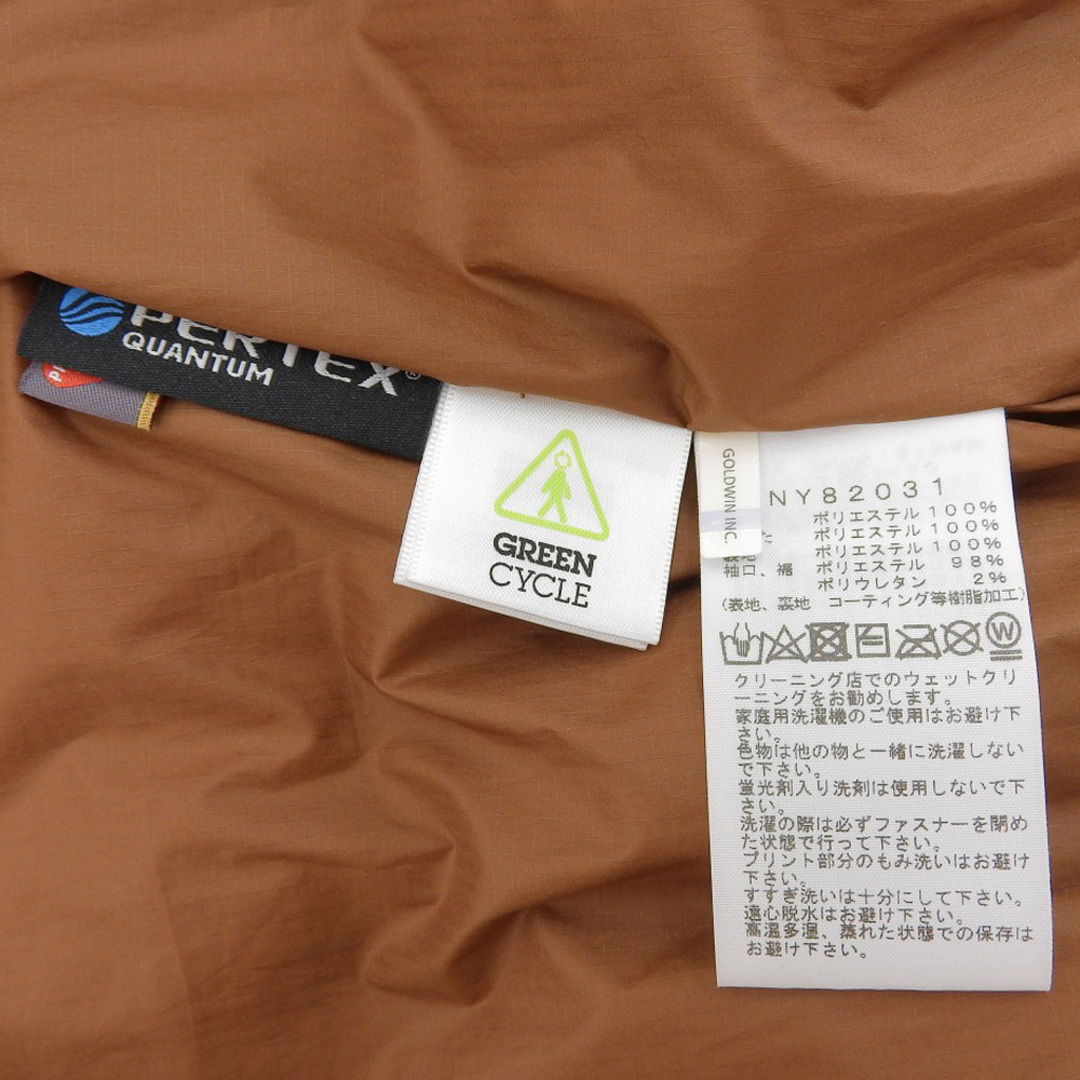 PERTEX®
QUANTUM
GREEN
CYCLE
GOLDWIN INC.
NY82031
ポリエステル 100%
ポリエステル 100%
ポリエステル 100%
袖口、裾 ポリエステル 98%
ポリウレタン 2%
(表地、裏地 コーティング等樹脂加工)
W
クリーニング店でのウェットクリ
ーニングをお勧めします。
家庭用洗濯機のご使用はお避け下
さい。
色物は他の物と一緒に洗濯しない
で下さい。
蛍光剤入り洗剤は使用しないで下
さい。
洗濯の際は必ずファスナーを閉め
た状態で行って下さい。
プリント部分のもみ洗いはお避け
下さい。
すすぎ洗いは十分にして下さい。
遠心脱水はお避け下さい。
高温多湿、蒸れた状態での保存は
お避け下さい。